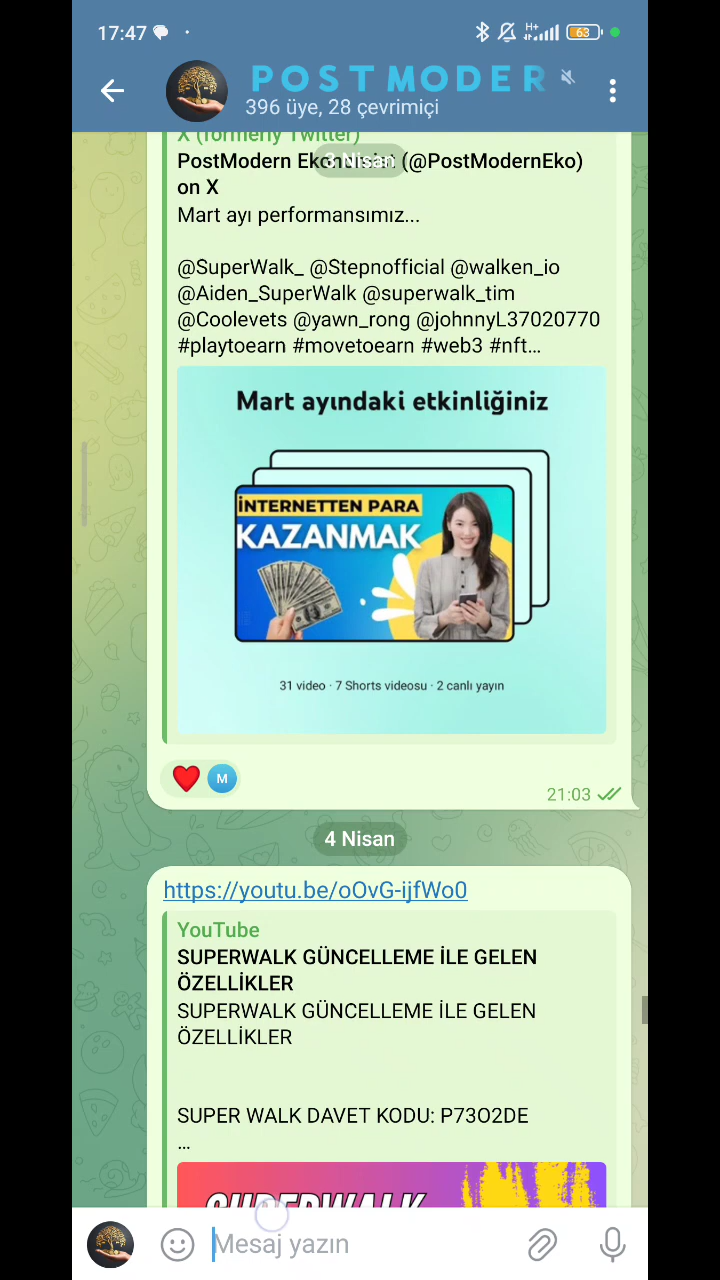 17:47
H+
63
POSTMODER
396 üye, 28 çevrimiçi
X (formerly Twitter)
3 Nisan
PostModern Ekonomist (@PostModernEko)
on X
Mart ayı performansımız...
@SuperWalk_ @Stepnofficial @walken_io
@Aiden_SuperWalk @superwalk_tim
@Coolevets @yawn_rong @johnnyL37020770
#playtoearn #movetoearn #web3 #nft...
Mart ayındaki etkinliğiniz
İNTERNETTEN PARA
KAZANMAK
31 video · 7 Shorts videosu · 2 canlı yayın
M
21:03
4 Nisan
https://youtu.be/oOvG-ijfWo0
YouTube
SUPERWALK GÜNCELLEME İLE GELEN
ÖZELLİKLER
SUPERWALK GÜNCELLEME İLE GELEN
ÖZELLİKLER
SUPER WALK DAVET KODU: P73O2DE
...
SUPERWALK
Mesaj yazın